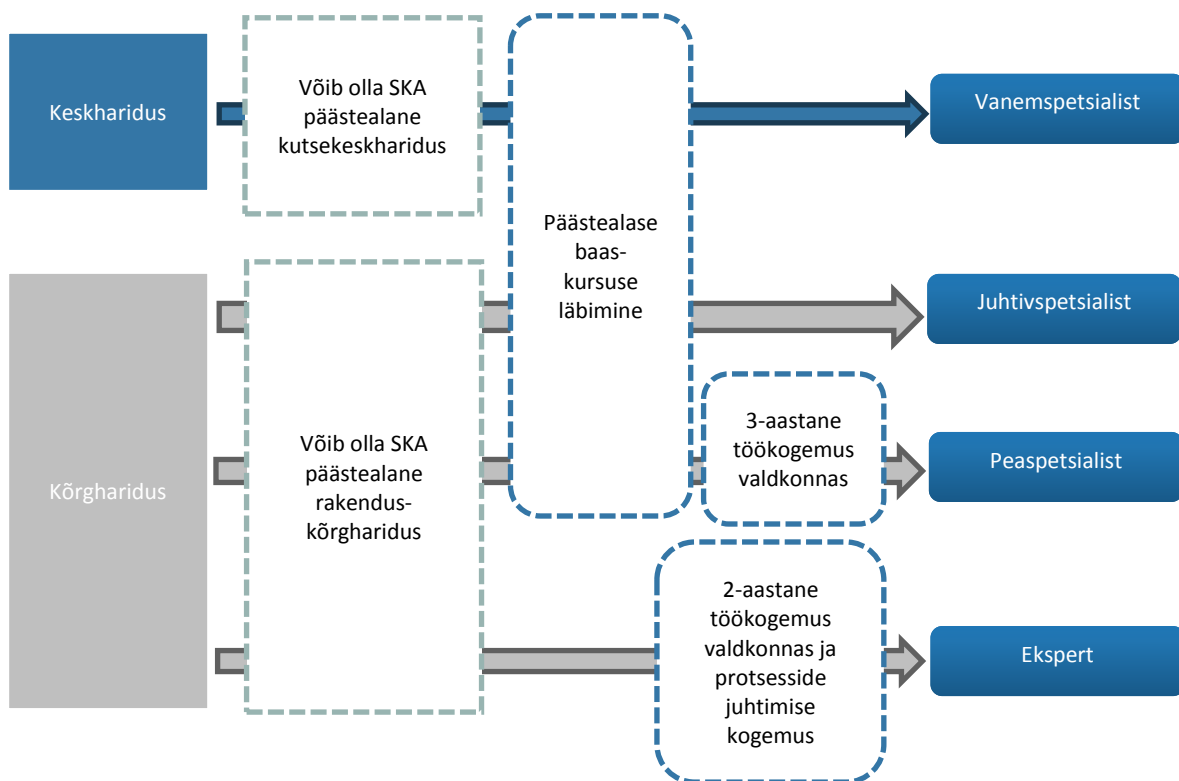 Keskharidus
Võib olla SKA
päästealane
kutsekeskharidus
Vanemspetsialist
Päästealase
baas-
kursuse
läbimine
Juhtivspetsialist
Kõrgharidus
Võib olla SKA
päästealane
rakendus-
kõrgharidus
3-aastane
töökogemus
valdkonnas
Peaspetsialist
2-aastane
töökogemus
valdkonnas ja
protsesside
juhtimise
kogemus
Ekspert